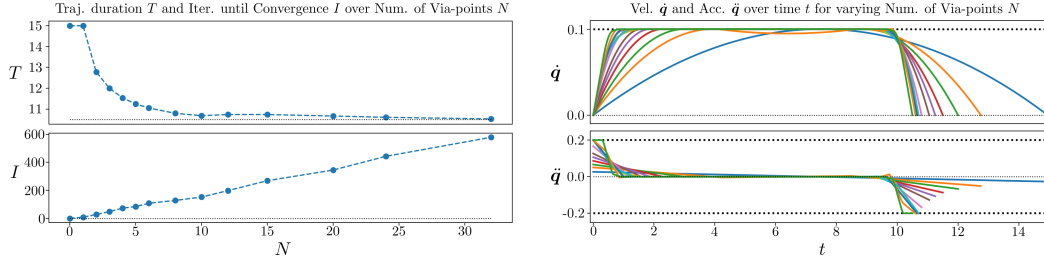 Traj. duration T and Iter. until Convergence I over Num. of Via-points N
15
14
13
12
11
T
600
400
200
0
I
0 5 10 15 20 25 30
N
Vel. q̇ and Acc. q̈ over time t for varying Num. of Via-points N
0.1
0.0
q̇
0.2
0.0
-0.2
q̈
0 2 4 6 8 10 12 14
t